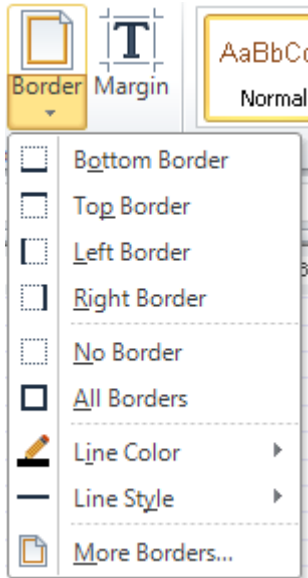 Border Margin
AaBbCc
Normal
Bottom Border
Top Border
Left Border
Right Border
No Border
All Borders
Line Color
Line Style
More Borders...